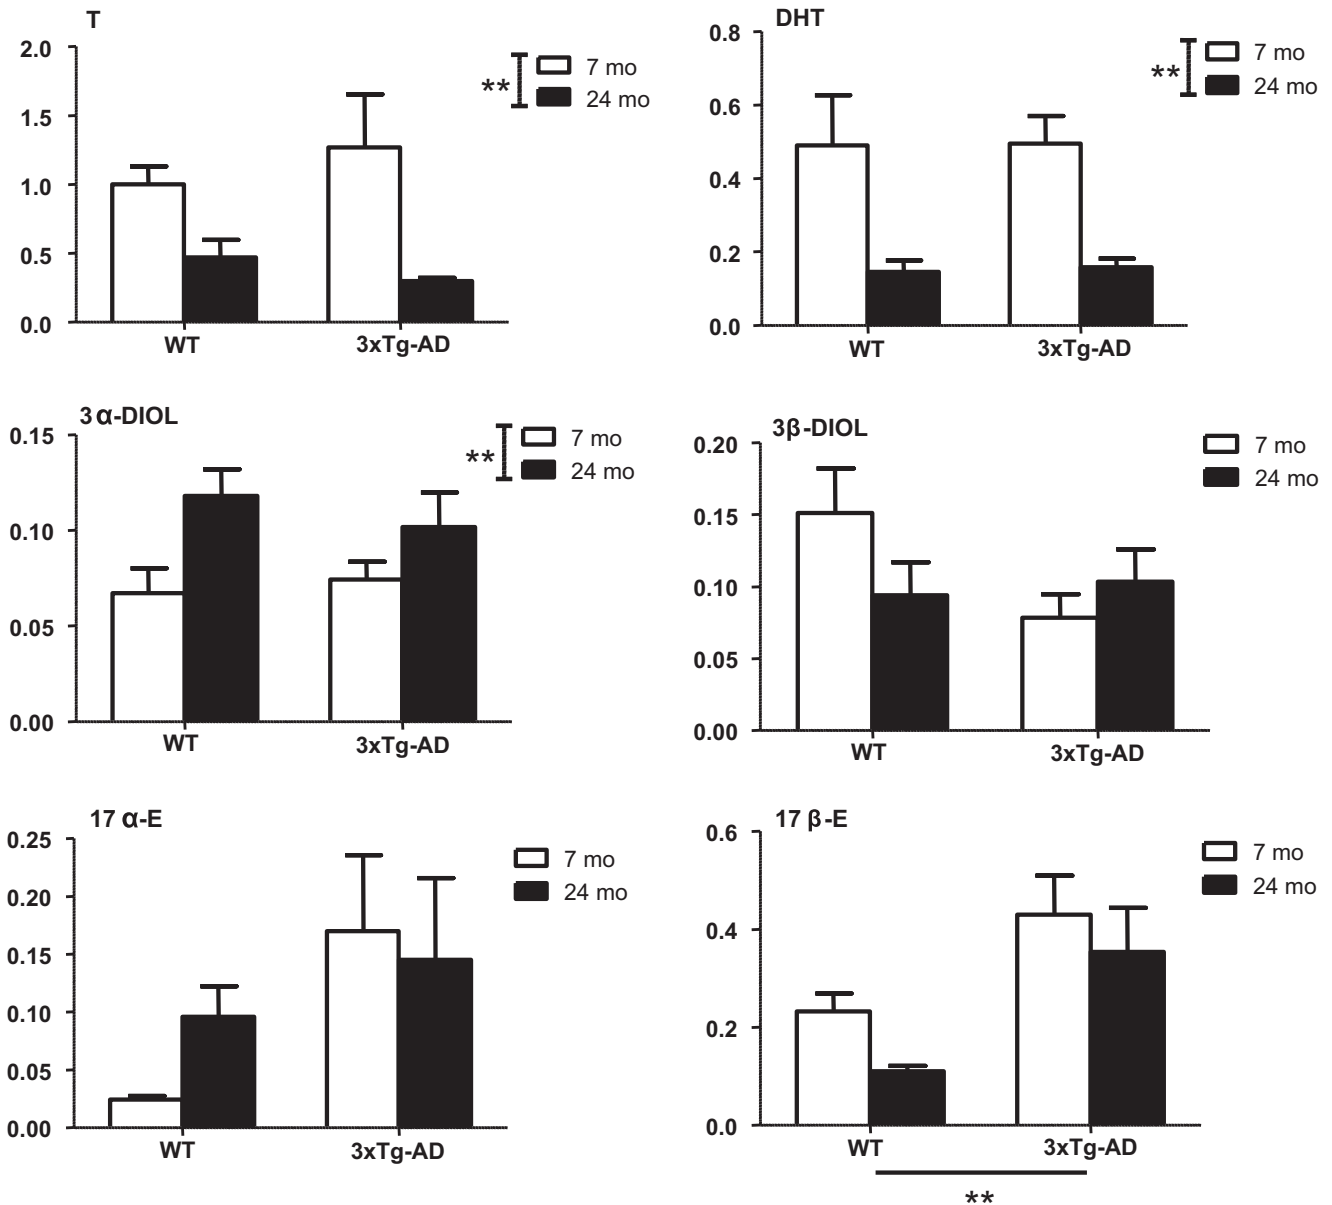 T
2.0
1.5
1.0
0.5
0.0
** 7 mo
24 mo
WT 3xTg-AD
DHT
0.8
0.6
0.4
0.2
0.0
** 7 mo
24 mo
WT 3xTg-AD
3α-DIOL
0.15
0.10
0.05
0.00
** 7 mo
24 mo
WT 3xTg-AD
3β-DIOL
0.20
0.15
0.10
0.05
0.00
7 mo
24 mo
WT 3xTg-AD
17 α-E
0.25
0.20
0.15
0.10
0.05
0.00
7 mo
24 mo
WT 3xTg-AD
17 β-E
0.6
0.4
0.2
0.0
7 mo
24 mo
WT 3xTg-AD
**